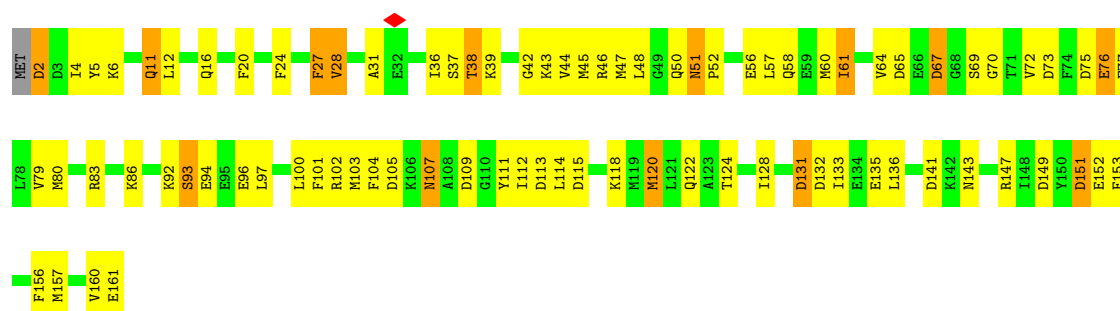 MET D2 D3 I4 Y5 K6 Q11 L12 Q16 F20 F24 F27 V28 A31 E32 I36 S37 T38 K39 G42 K43 V44 M45 R46 M47 L48 G49 Q50 N51 P52 E56 L57 Q58 E59 M60 I61 V64 D65 E66 D67 G68 S69 G70 T71 V72 D73 F74 D75 E76
L78 V79 M80 R83 K86 K92 S93 E94 E95 E96 L97 L100 F101 R102 M103 F104 D105 K106 N107 A108 D109 G110 Y111 I112 D113 L114 D115 K118 M119 M120 L121 Q122 A123 T124 I128 D131 D132 I133 E134 E135 L136 D141 K142 N143 R147 I148 D149 Y150 D151 E152
F156 M157 V160 E161